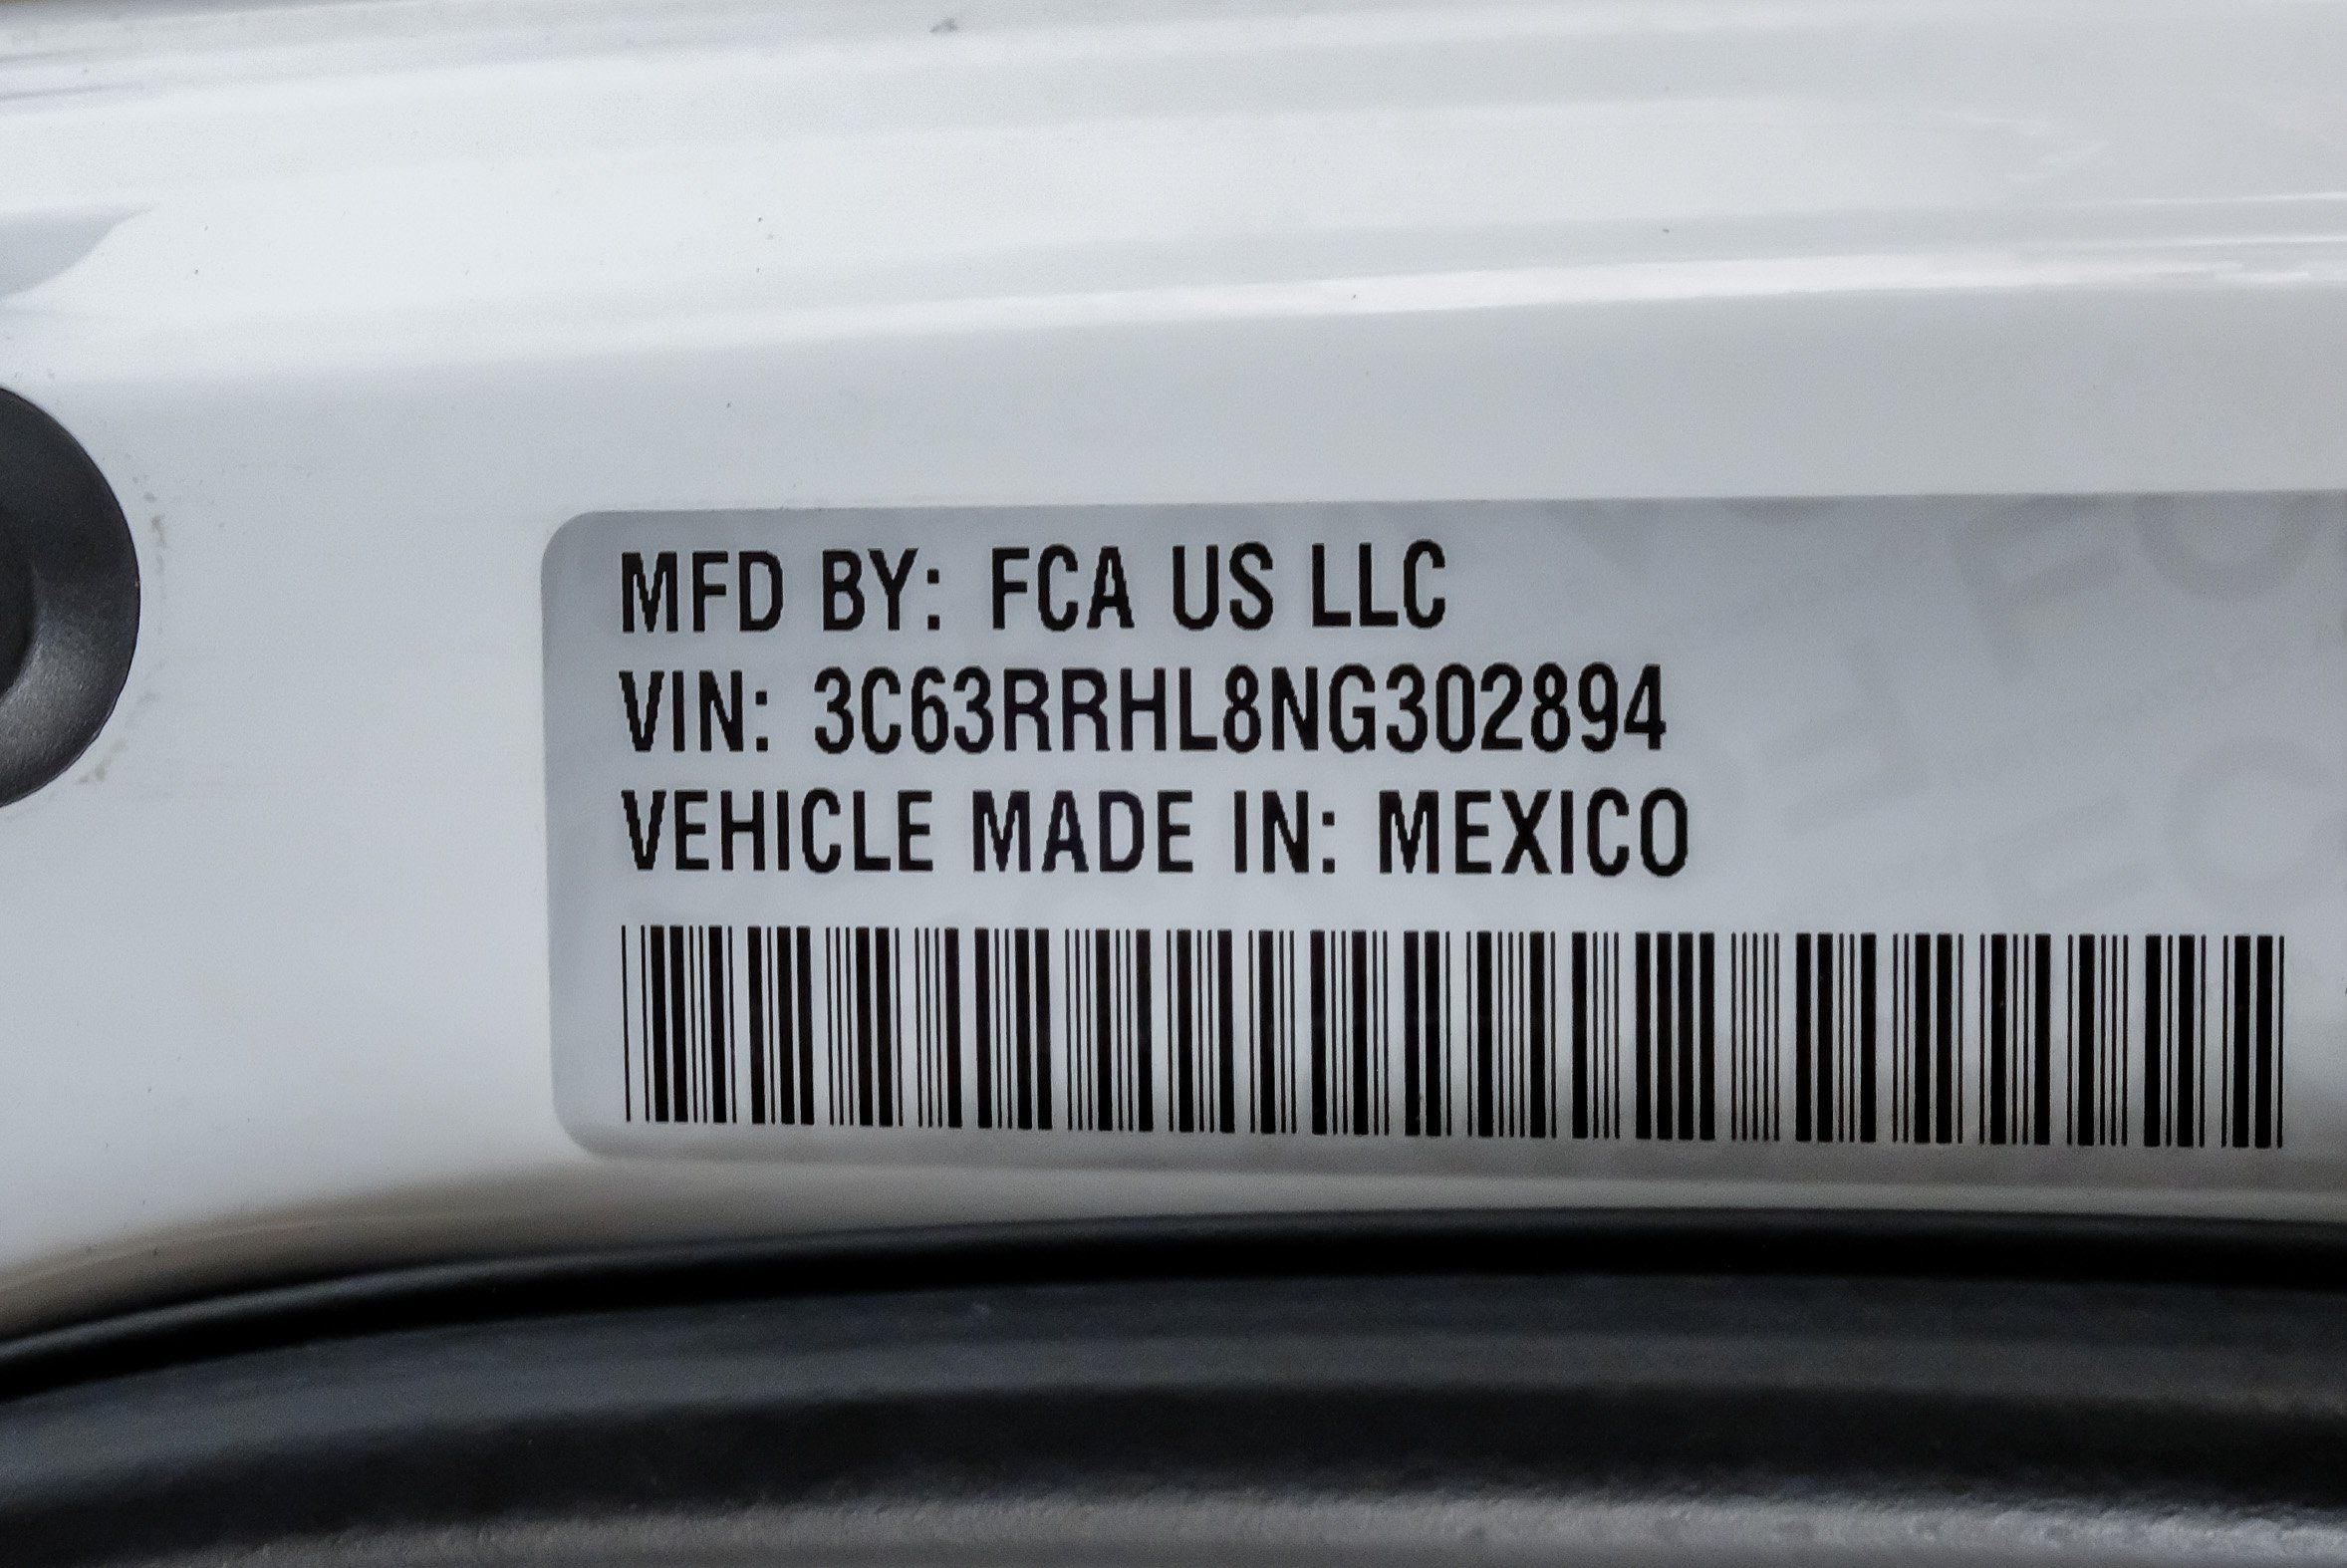 MFD BY: FCA US LLC
VIN: 3C63RRHL8NG302894
VEHICLE MADE IN: MEXICO